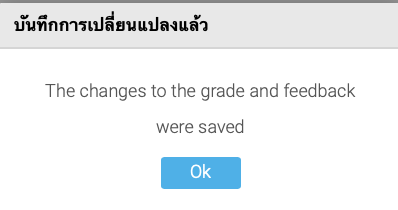 บันทึกการเปลี่ยนแปลงแล้ว
The changes to the grade and feedback
were saved
Ok